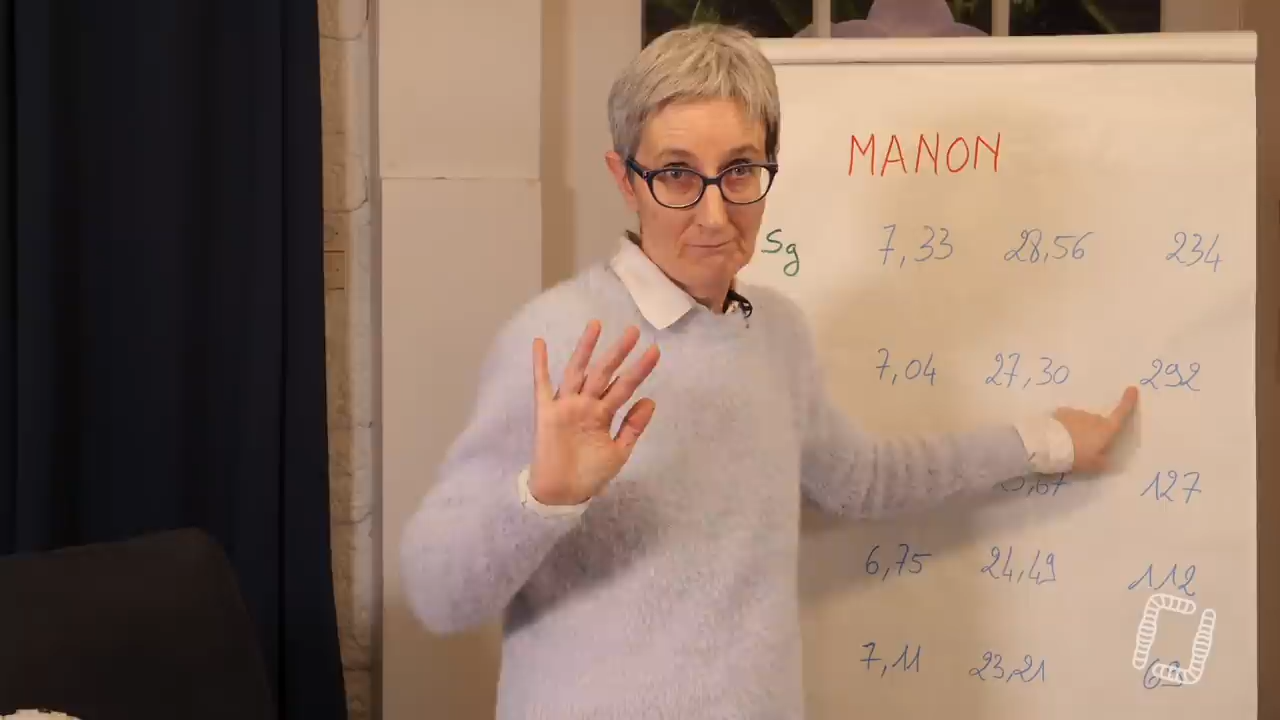 MANON
Sg 7,33 28,56 234
7,04 27,30 292
127
6,75 24,49 112
7,11 23,21